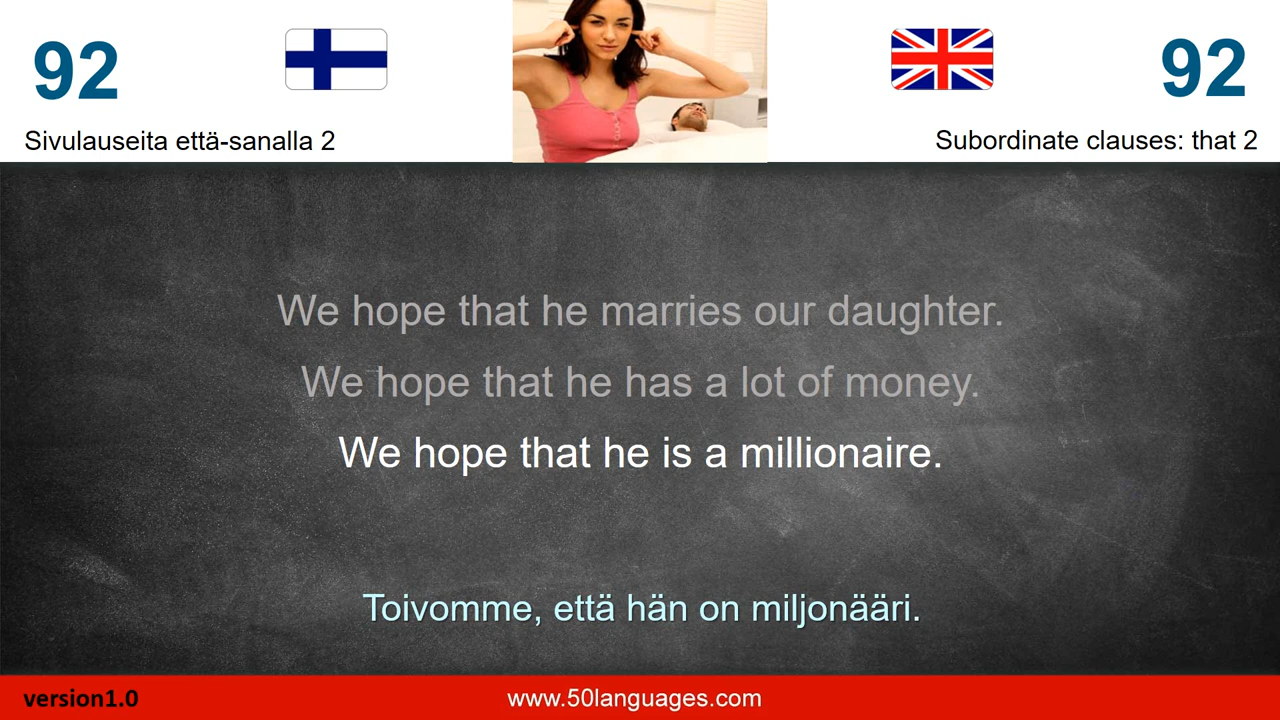 92
92
Sivulauseita että-sanalla 2
Subordinate clauses: that 2
We hope that he marries our daughter.
We hope that he has a lot of money.
We hope that he is a millionaire.
Toivomme, että hän on miljonääri.
version1.0
www.50languages.com